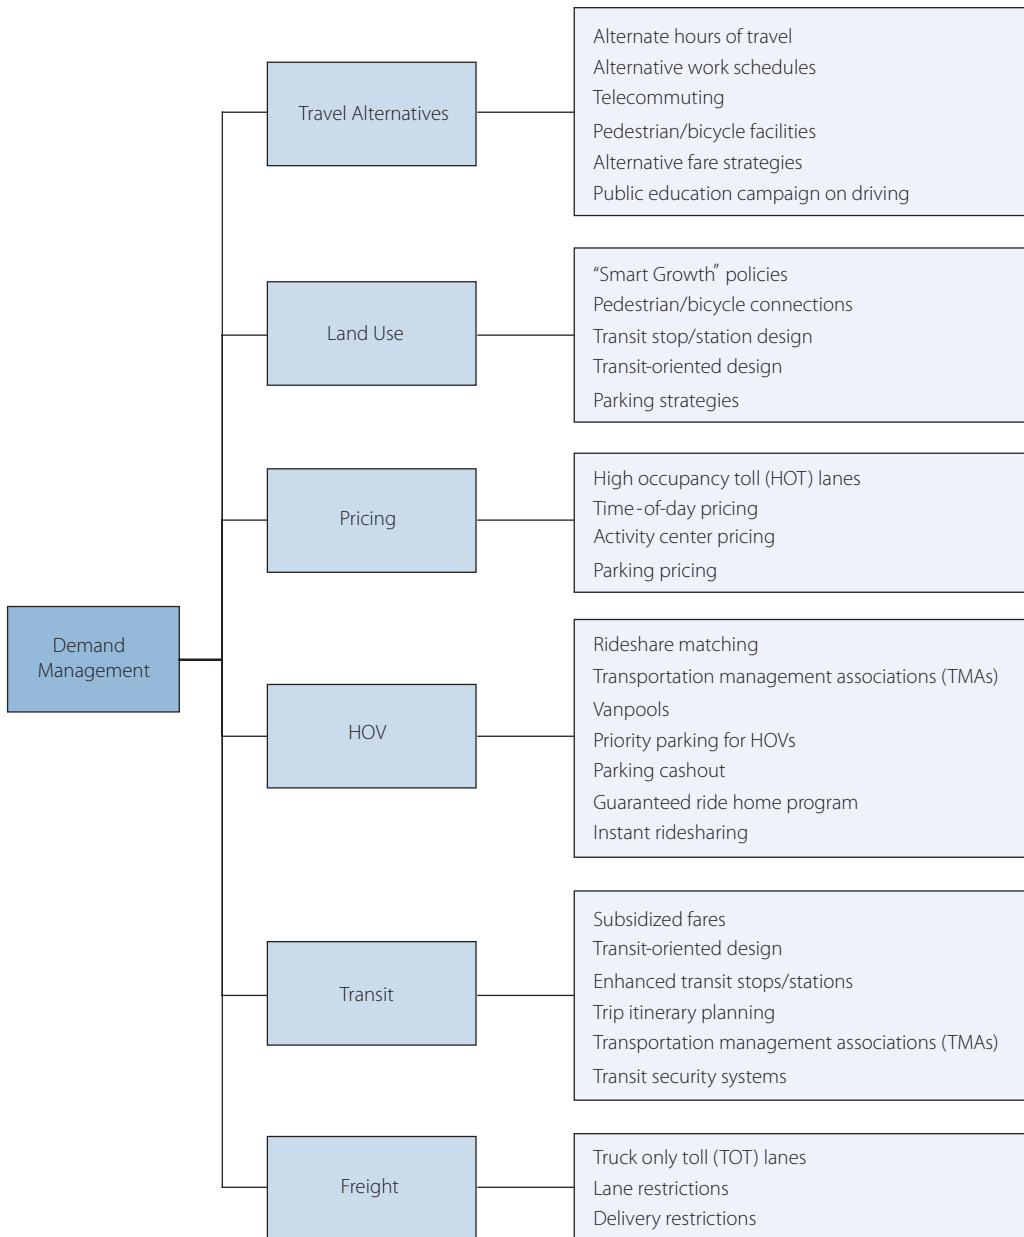 Demand
Management
Travel Alternatives
Alternate hours of travel
Alternative work schedules
Telecommuting
Pedestrian/bicycle facilities
Alternative fare strategies
Public education campaign on driving
Land Use
“Smart Growth” policies
Pedestrian/bicycle connections
Transit stop/station design
Transit-oriented design
Parking strategies
Pricing
High occupancy toll (HOT) lanes
Time-of-day pricing
Activity center pricing
Parking pricing
HOV
Rideshare matching
Transportation management associations (TMAs)
Vanpools
Priority parking for HOVs
Parking cashout
Guaranteed ride home program
Instant ridesharing
Transit
Subsidized fares
Transit-oriented design
Enhanced transit stops/stations
Trip itinerary planning
Transportation management associations (TMAs)
Transit security systems
Freight
Truck only toll (TOT) lanes
Lane restrictions
Delivery restrictions